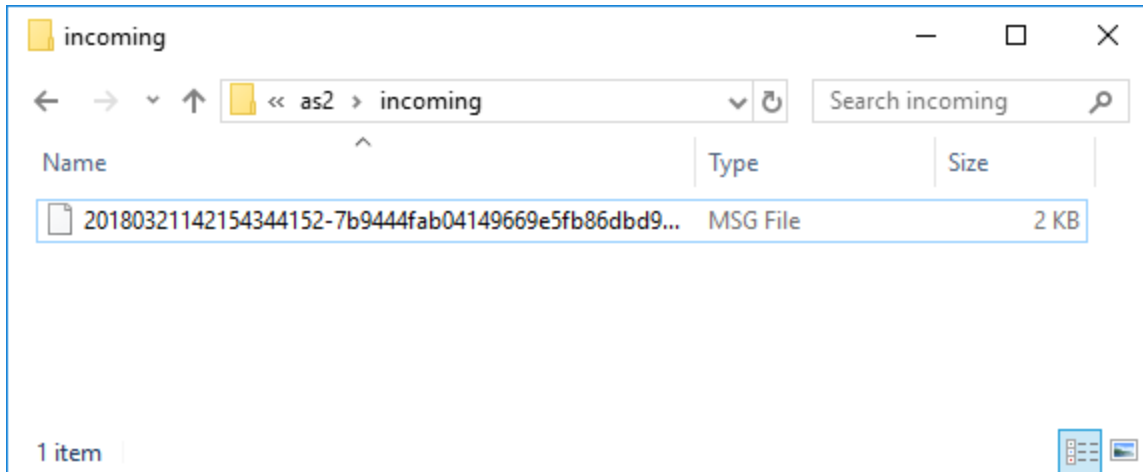 incoming
« as2 › incoming
Search incoming
Name Type Size
20180321142154344152-7b9444fab04149669e5fb86dbd9... MSG File 2 KB
1 item